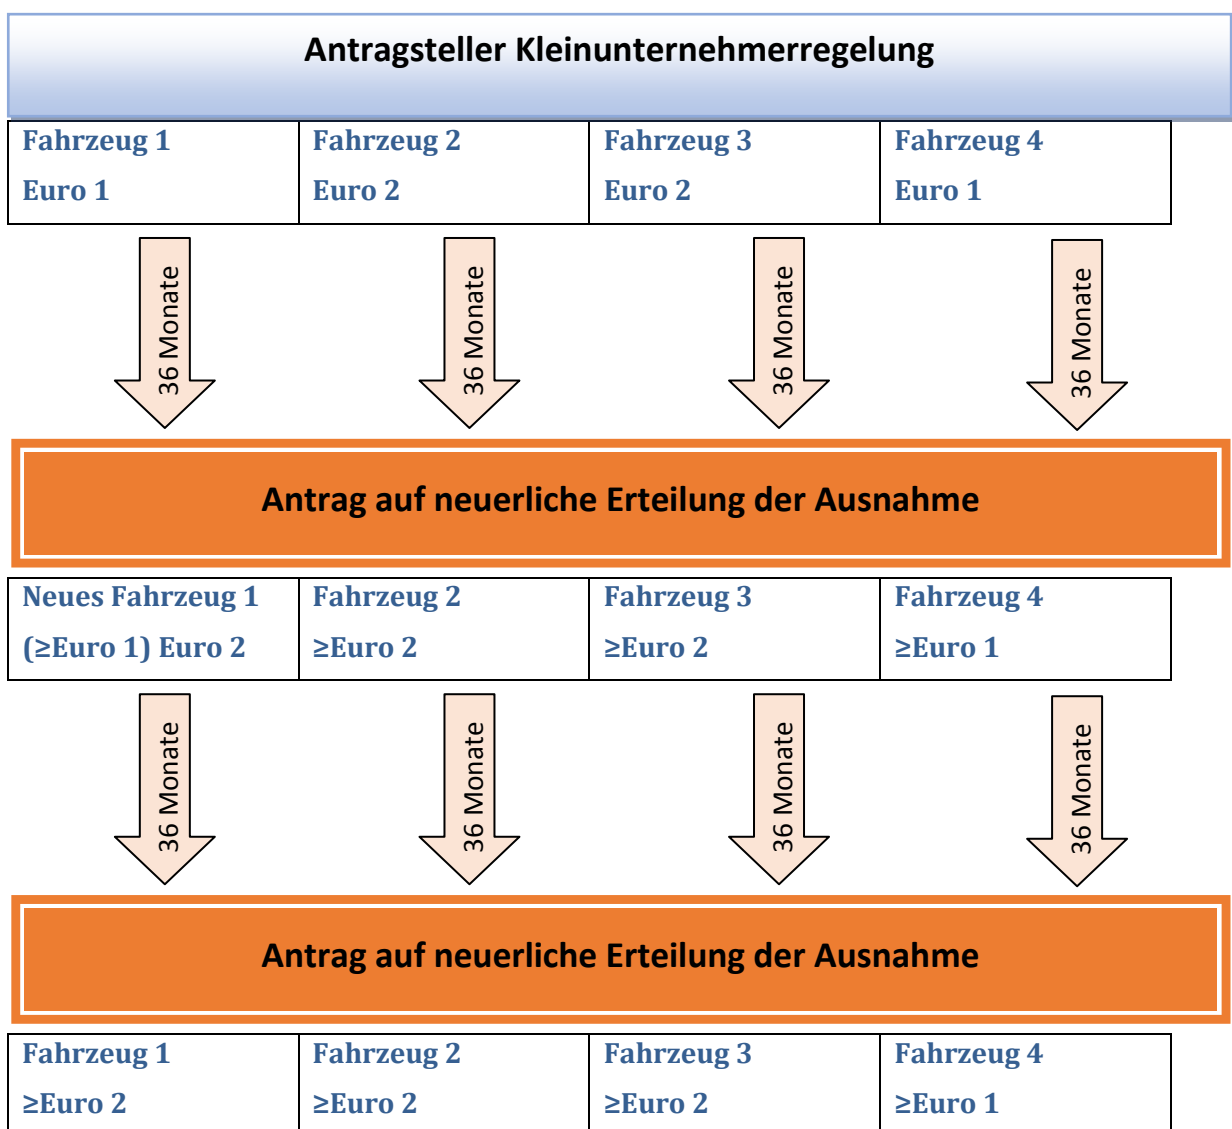 Antragsteller Kleinunternehmerregelung
Fahrzeug 1
Euro 1
Fahrzeug 2
Euro 2
Fahrzeug 3
Euro 2
Fahrzeug 4
Euro 1
36 Monate
36 Monate
36 Monate
36 Monate
Antrag auf neuerliche Erteilung der Ausnahme
Neues Fahrzeug 1
(≥Euro 1) Euro 2
Fahrzeug 2
≥Euro 2
Fahrzeug 3
≥Euro 2
Fahrzeug 4
≥Euro 1
36 Monate
36 Monate
36 Monate
36 Monate
Antrag auf neuerliche Erteilung der Ausnahme
Fahrzeug 1
≥Euro 2
Fahrzeug 2
≥Euro 2
Fahrzeug 3
≥Euro 2
Fahrzeug 4
≥Euro 1